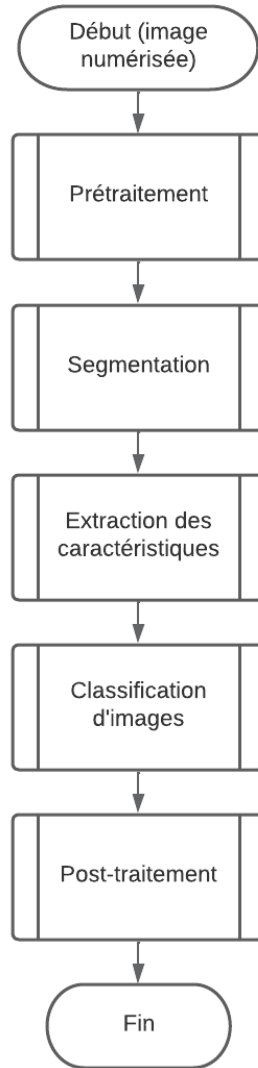 Début (image
numérisée)
Prétraitement
Segmentation
Extraction des
caractéristiques
Classification
d'images
Post-traitement
Fin